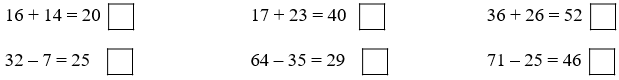 16 + 14 = 20 17 + 23 = 40 36 + 26 = 52
32 – 7 = 25 64 – 35 = 29 71 – 25 = 46